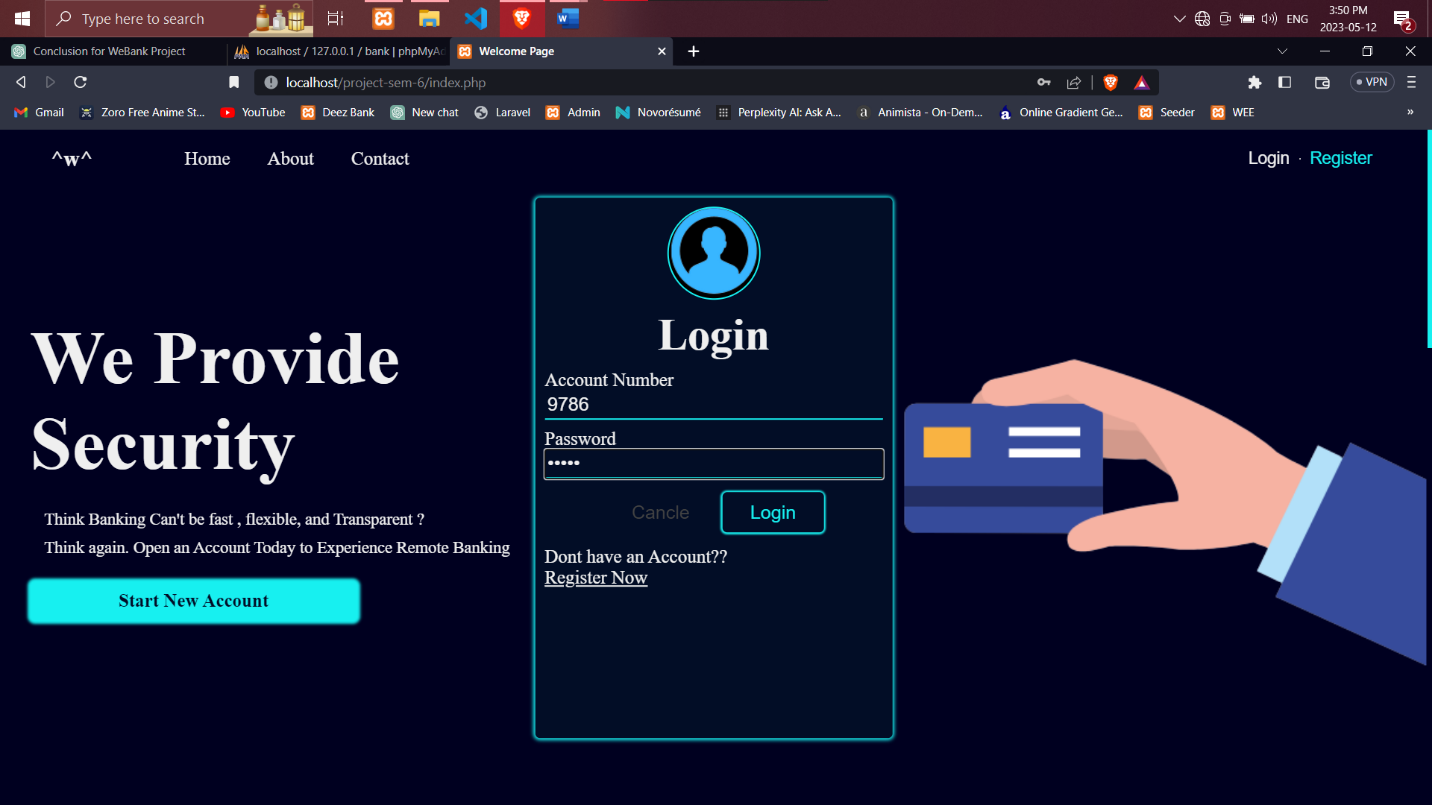 Type here to search
ENG
3:50 PM
2023-05-12
2
Conclusion for WeBank Project
localhost / 127.0.0.1 / bank | phpMyAd
Welcome Page
localhost/project-sem-6/index.php
VPN
Gmail
Zoro Free Anime St...
YouTube
Deez Bank
New chat
Laravel
Admin
Novorésumé
Perplexity AI: Ask A...
Animista - On-Dem...
Online Gradient Ge...
Seeder
WEE
»
^w^
Home
About
Contact
Login · Register
We Provide
Security
Think Banking Can't be fast , flexible, and Transparent ?
Think again. Open an Account Today to Experience Remote Banking
Start New Account
Login
Account Number
9786
Password
•••••
Cancle
Login
Dont have an Account??
Register Now